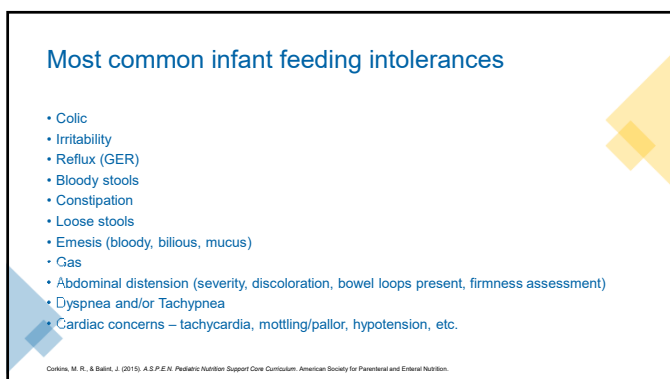 Most common infant feeding intolerances
• Colic
• Irritability
• Reflux (GER)
• Bloody stools
• Constipation
• Loose stools
• Emesis (bloody, bilious, mucus)
• Gas
• Abdominal distension (severity, discoloration, bowel loops present, firmness assessment)
• Dyspnea and/or Tachypnea
• Cardiac concerns – tachycardia, mottling/pallor, hypotension, etc.
Corkins, M. R., & Balint, J. (2015). A.S.P.E.N. Pediatric Nutrition Support Core Curriculum. American Society for Parenteral and Enteral Nutrition.